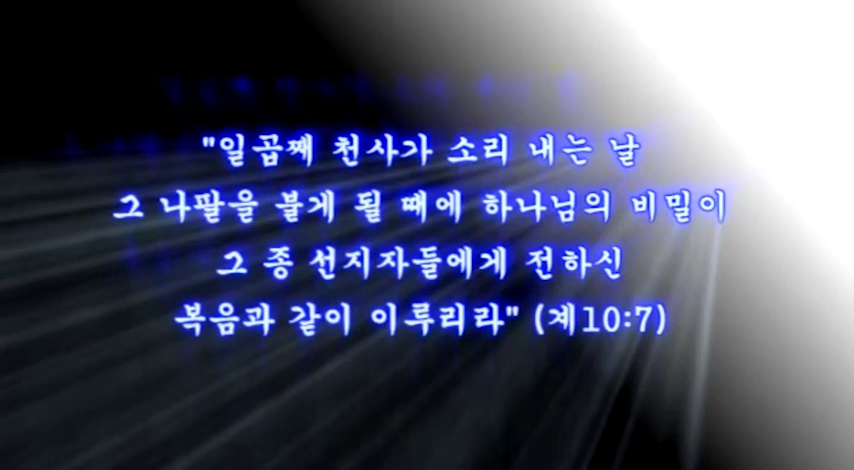 "일곱째 천사가 소리 내는 날
그 나팔을 불게 될 때에 하나님의 비밀이
그 종 선지자들에게 전하신
복음과 같이 이루리라" (계10:7)